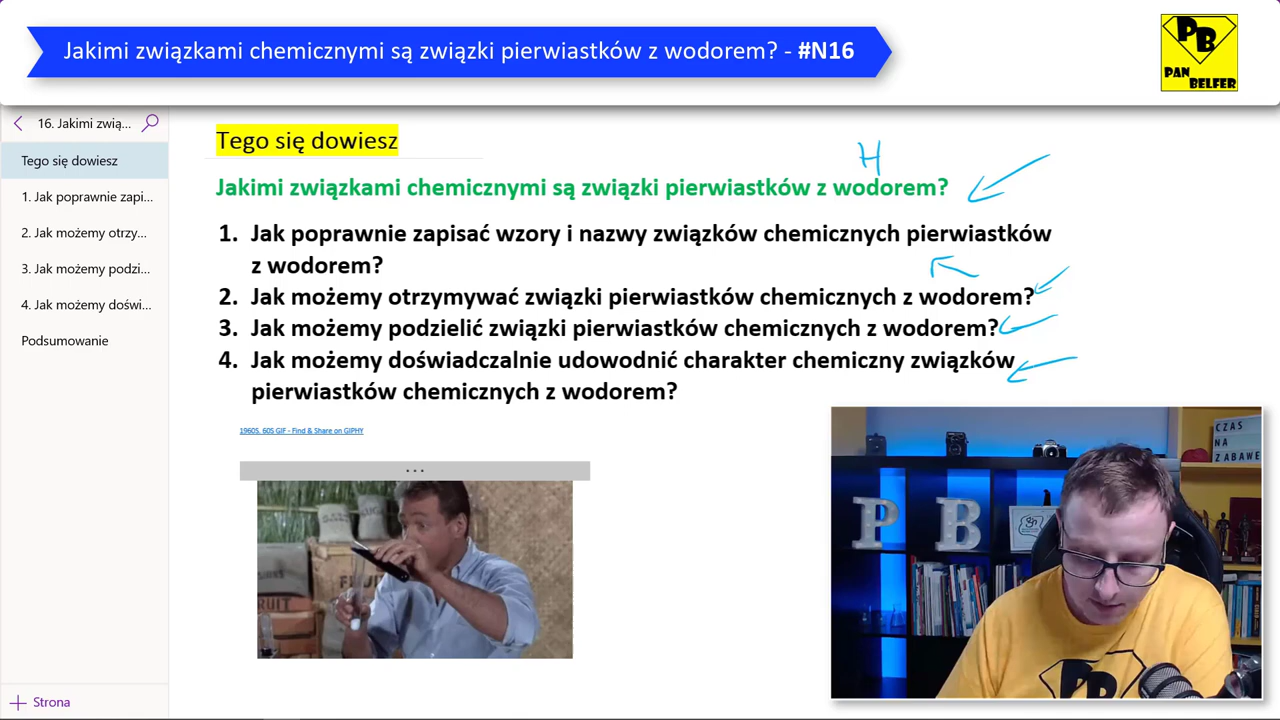 Jakimi związkami chemicznymi są związki pierwiastków z wodorem? - #N16
PB
PAN
BELFER
16. Jakimi zwią...
Tego się dowiesz
1. Jak poprawnie zapi...
2. Jak możemy otrzy...
3. Jak możemy podzi...
4. Jak możemy doświ...
Podsumowanie
Strona
Tego się dowiesz
H
Jakimi związkami chemicznymi są związki pierwiastków z wodorem?
1. Jak poprawnie zapisać wzory i nazwy związków chemicznych pierwiastków
z wodorem?
2. Jak możemy otrzymywać związki pierwiastków chemicznych z wodorem?
3. Jak możemy podzielić związki pierwiastków chemicznych z wodorem?
4. Jak możemy doświadczalnie udowodnić charakter chemiczny związków
pierwiastków chemicznych z wodorem?
1960S, 60S GIF - Find & Share on GIPHY
...
CZAS
NA
ZABAWE
P B
PB